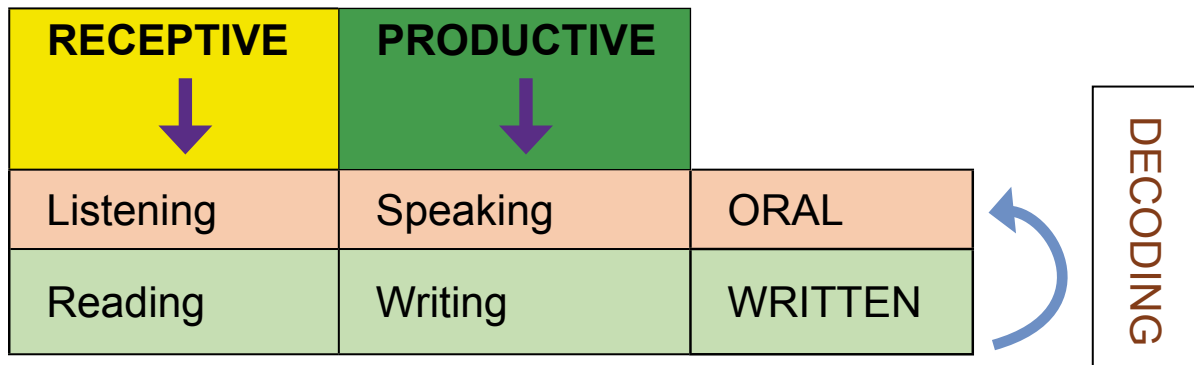 RECEPTIVE PRODUCTIVE
Listening Speaking ORAL
Reading Writing WRITTEN
DECODING